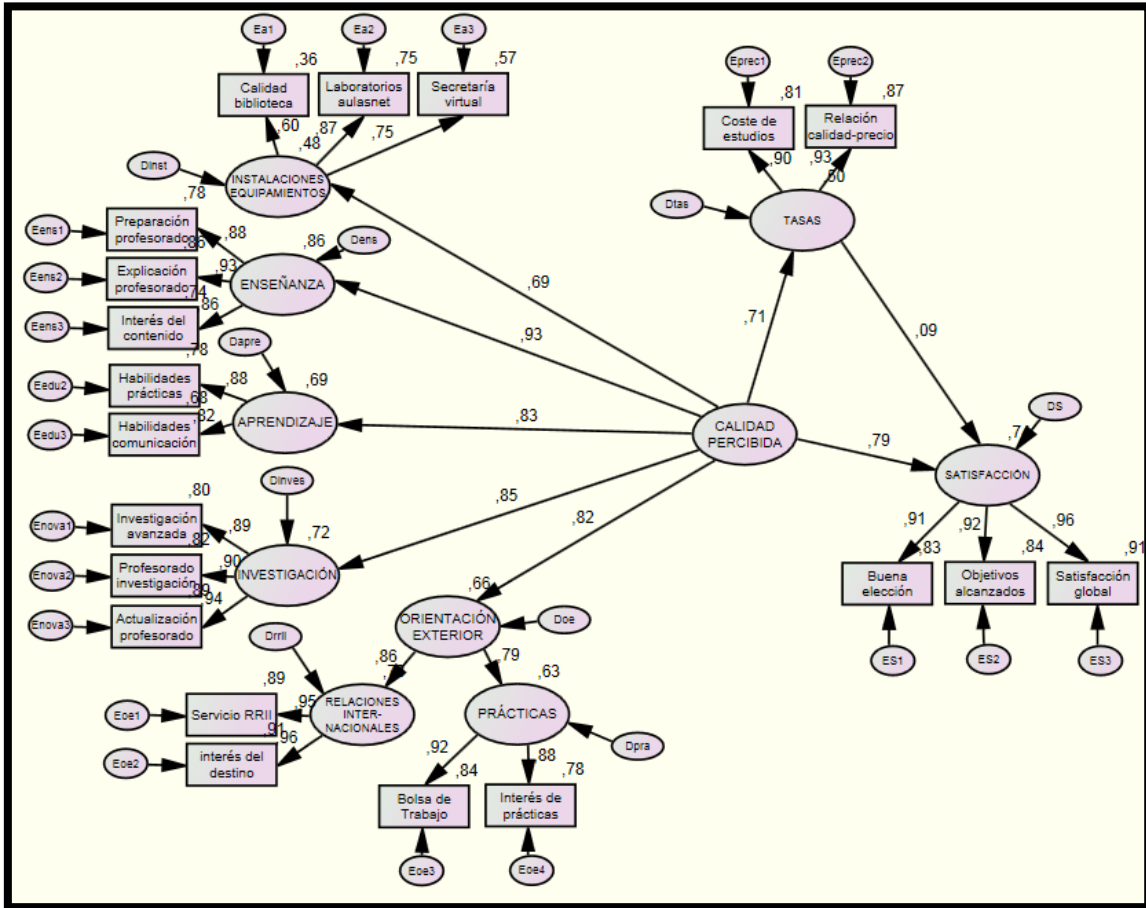 Ea1
Ea2
Ea3
,36
,75
,57
Calidad
biblioteca
Laboratorios
aulasnet
Secretaría
virtual
,60
,87
,75
,48
Dinst
INSTALACIONES
EQUIPAMIENTOS
Eprec1
Eprec2
,81
,87
Coste de
estudios
Relación
calidad-precio
,90
,93
,50
Dtas
TASAS
,78
Eens1
Preparación
profesorado
,88
,86
Eens2
Explicación
profesorado
,93
,74
Eens3
Interés del
contenido
,86
,86
Dens
ENSEÑANZA
,69
,93
,71
,09
,78
Dapre
Eedu2
Habilidades
prácticas
,88
,68
Eedu3
Habilidades
comunicación
,82
,69
APRENDIZAJE
,83
CALIDAD
PERCIBIDA
,79
DS
,7
SATISFACCIÓN
,80
Dinves
Enova1
Investigación
avanzada
,89
,82
Enova2
Profesorado
investigación
,90
,89
Enova3
Actualización
profesorado
,94
,72
INVESTIGACIÓN
,85
,82
,91
,92
,96
,83
,84
,91
Buena
elección
Objetivos
alcanzados
Satisfacción
global
ES1
ES2
ES3
,66
ORIENTACIÓN
EXTERIOR
Doe
Drrii
,86
,79
,89
Eoe1
Servicio RRII
,95
,91
Eoe2
interés del
destino
,96
RELACIONES
INTER-
NACIONALES
,63
PRÁCTICAS
Dpra
,92
,88
,84
,78
Bolsa de
Trabajo
Interés de
prácticas
Eoe3
Eoe4